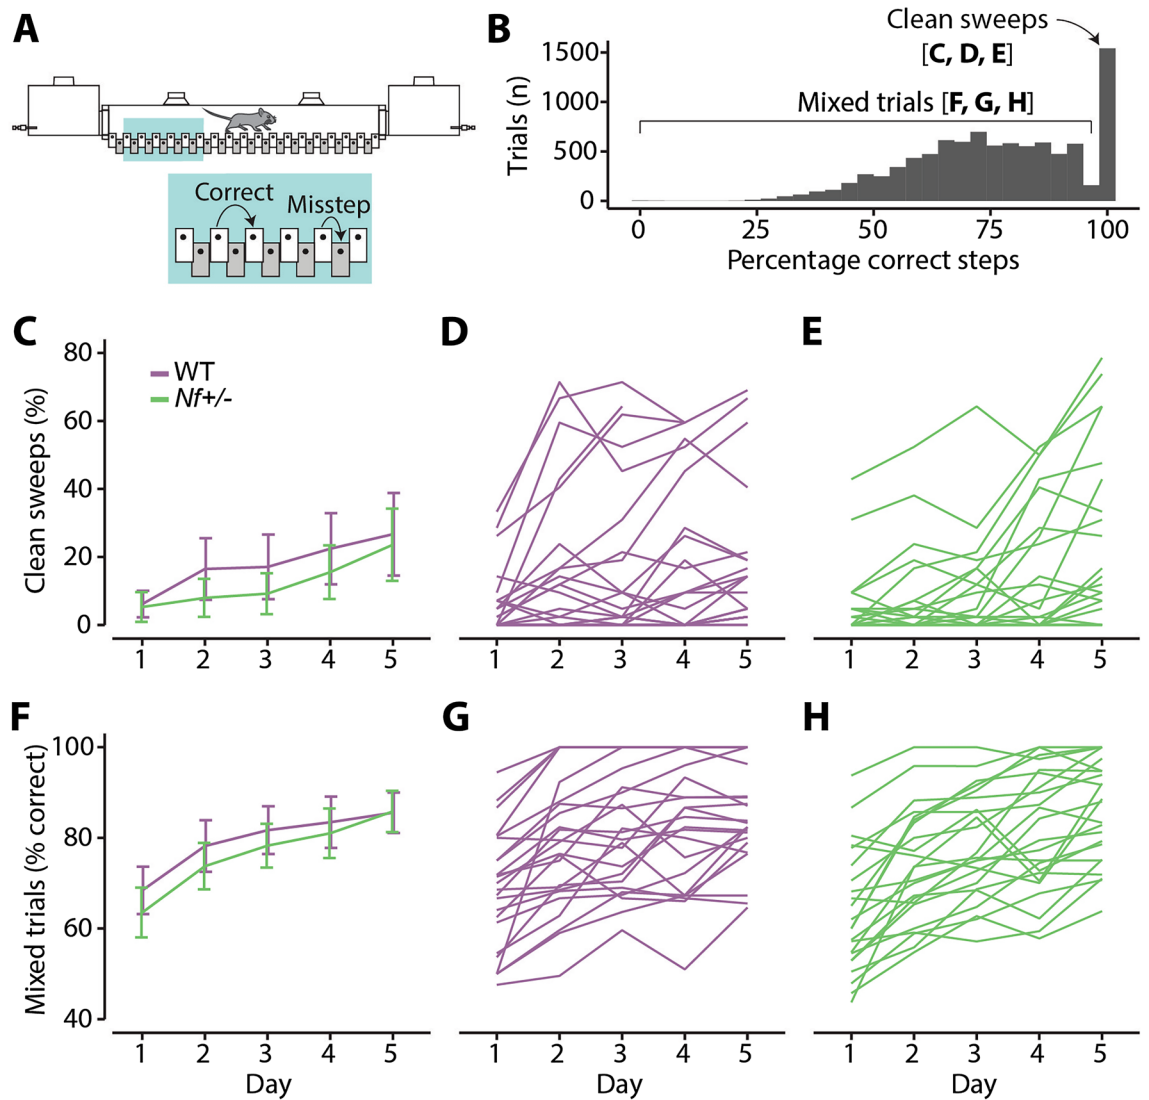 A
Correct
Misstep
B
Clean sweeps
[C, D, E]
Mixed trials [F, G, H]
Trials (n)
1500
1000
500
0
0 25 50 75 100
Percentage correct steps
C
Clean sweeps (%)
80
60
40
20
0
WT
Nf+/-
1 2 3 4 5
D
1 2 3 4 5
E
1 2 3 4 5
F
Mixed trials (% correct)
100
80
60
40
1 2 3 4 5
Day
G
1 2 3 4 5
Day
H
1 2 3 4 5
Day